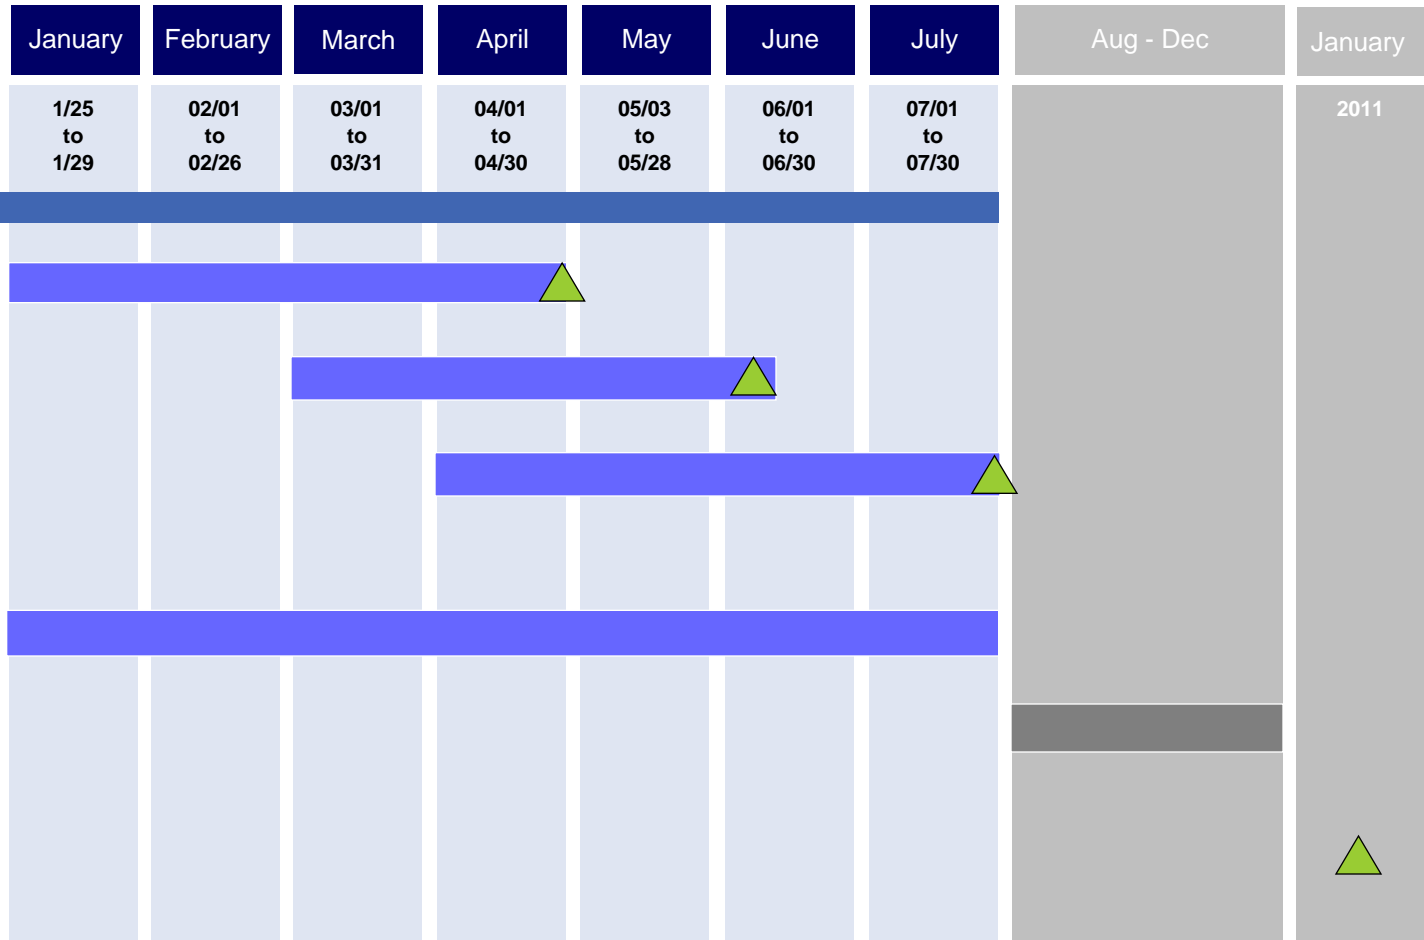 January February March April May June July Aug - Dec January
1/25 02/01 03/01 04/01 05/03 06/01 07/01 2011
to to to to to to to
1/29 02/26 03/31 04/30 05/28 06/30 07/30